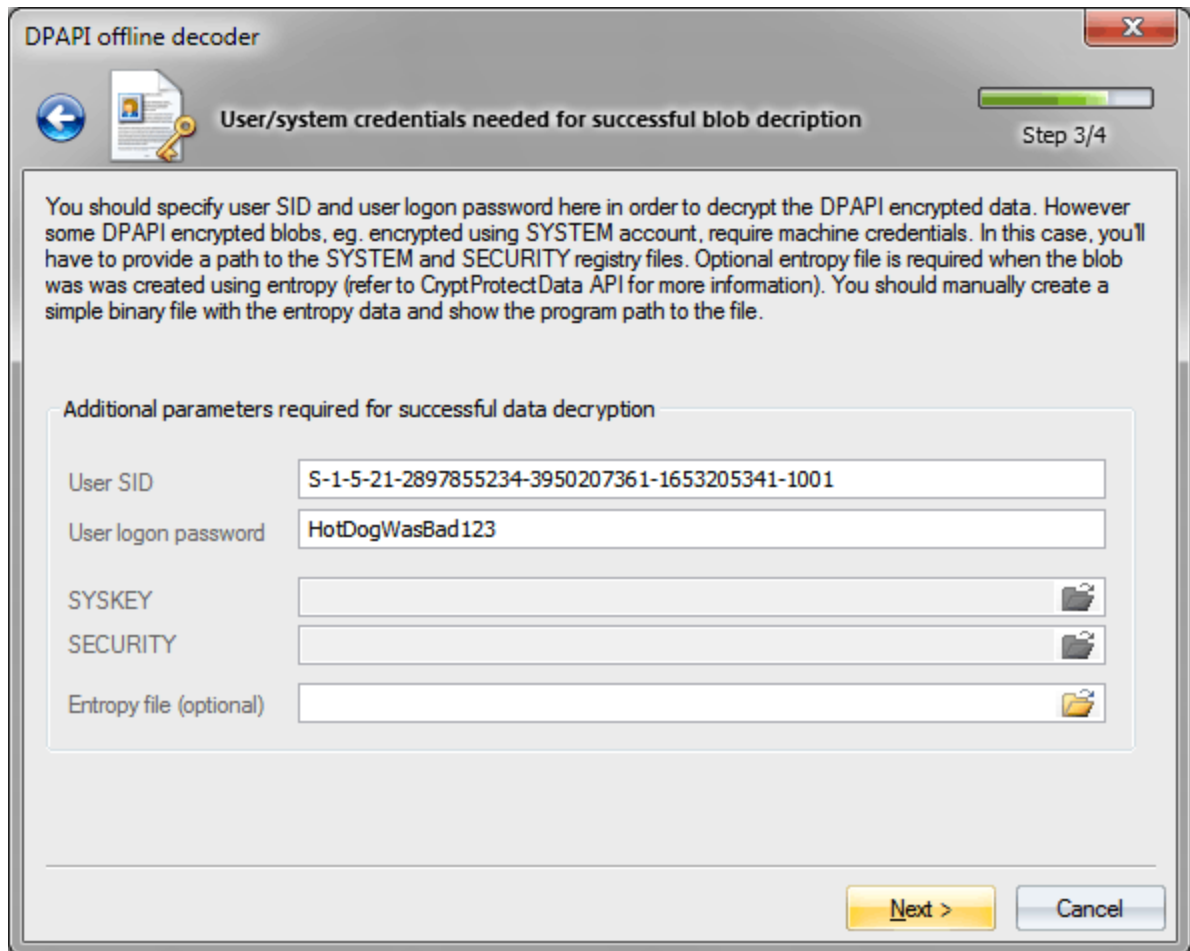 DPAPI offline decoder
User/system credentials needed for successful blob decription
Step 3/4
You should specify user SID and user logon password here in order to decrypt the DPAPI encrypted data. However
some DPAPI encrypted blobs, eg. encrypted using SYSTEM account, require machine credentials. In this case, you'll
have to provide a path to the SYSTEM and SECURITY registry files. Optional entropy file is required when the blob
was was created using entropy (refer to CryptProtectData API for more information). You should manually create a
simple binary file with the entropy data and show the program path to the file.
Additional parameters required for successful data decryption
User SID S-1-5-21-2897855234-3950207361-1653205341-1001
User logon password HotDogWasBad123
SYSKEY
SECURITY
Entropy file (optional)
Next > Cancel